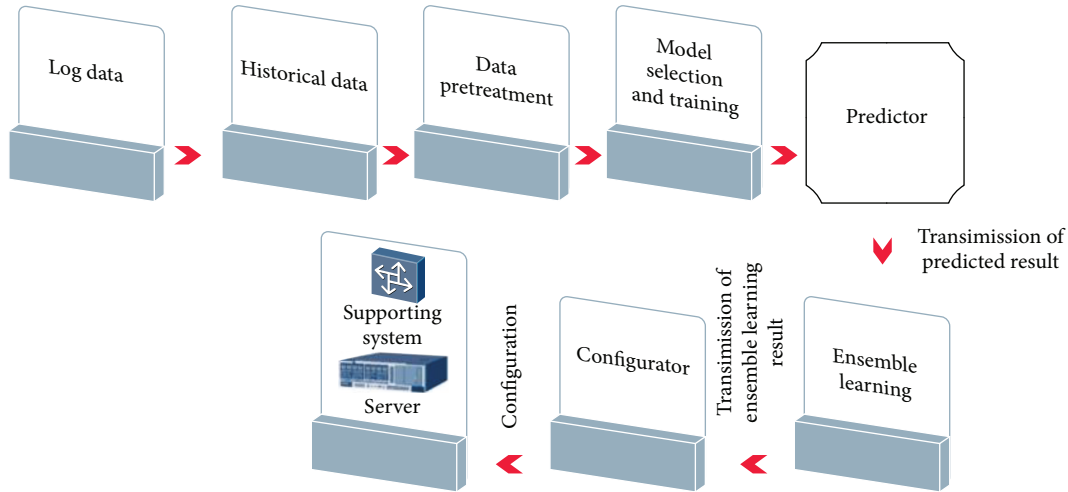 Log data
Historical data
Data
pretreatment
Model
selection
and training
Predictor
Transimission of
predicted result
Ensemble
learning
Transimission of
ensemble learning
result
Configurator
Configuration
Supporting
system
Server